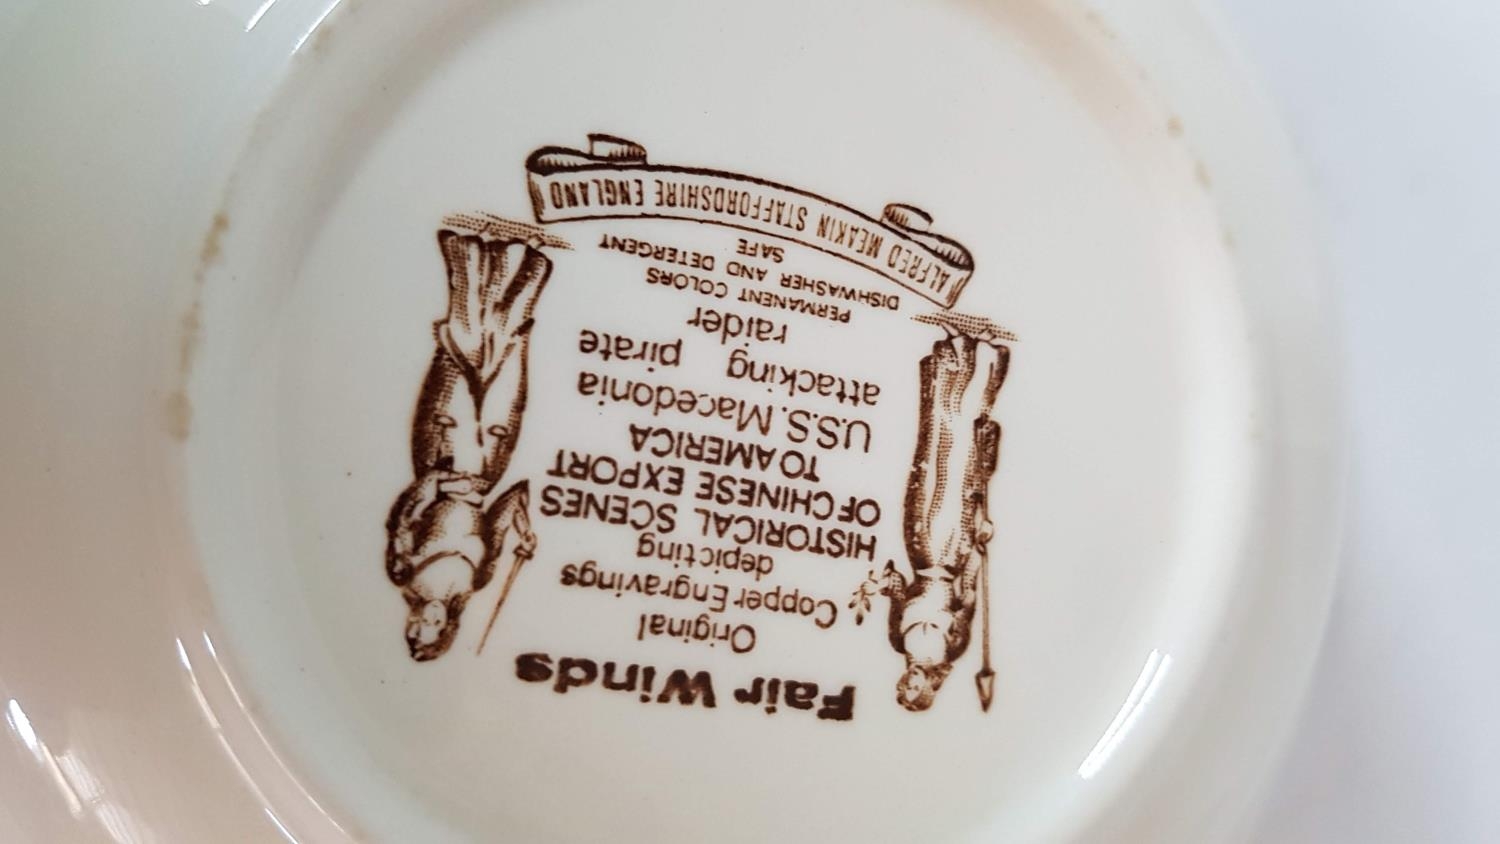 Fair Winds
Original
Copper Engravings
depicting
HISTORICAL SCENES
OF CHINESE EXPORT
TO AMERICA
U.S.S. Macedonia
attacking pirate
raider
PERMANENT COLORS
DISHWASHER AND DETERGENT
SAFE
ALFRED MEAKIN STAFFORDSHIRE ENGLAND